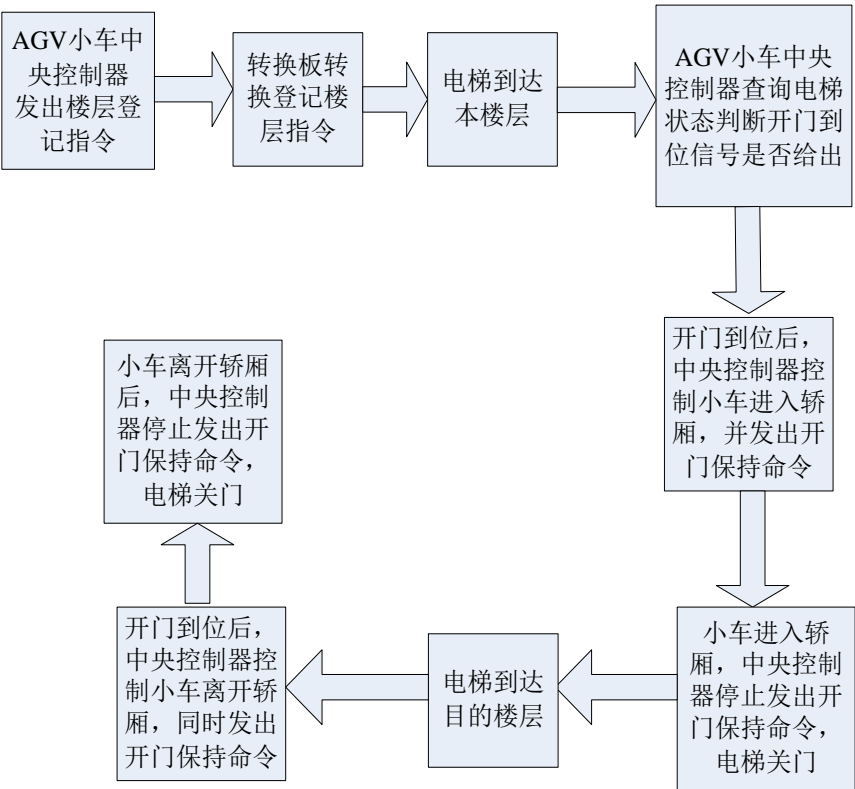 AGV小车中
央控制器
发出楼层登
记指令
转换板转
换登记楼
层指令
电梯到达
本楼层
AGV小车中央
控制器查询电梯
状态判断开门到
位信号是否给出
开门到位后，
中央控制器控
制小车进入轿
厢，并发出开
门保持命令
小车进入轿
厢，中央控制
器停止发出开
门保持命令，
电梯关门
电梯到达
目的楼层
开门到位后，
中央控制器控
制小车离开轿
厢，同时发出
开门保持命令
小车离开轿厢
后，中央控制
器停止发出开
门保持命令，
电梯关门